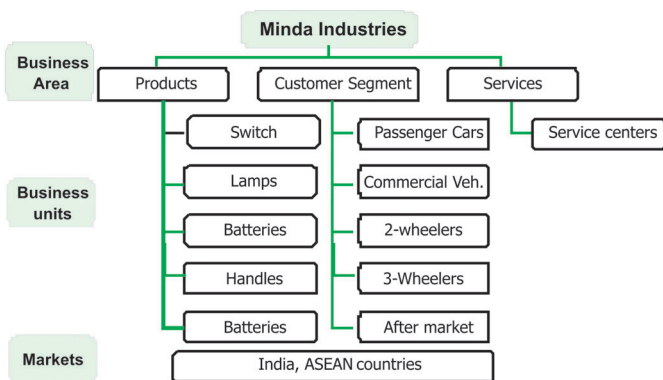 Minda Industries
Business
Area
Products
Customer Segment
Services
Switch
Passenger Cars
Service centers
Lamps
Commercial Veh.
Business
units
Batteries
2-wheelers
Handles
3-Wheelers
Batteries
After market
Markets
India, ASEAN countries